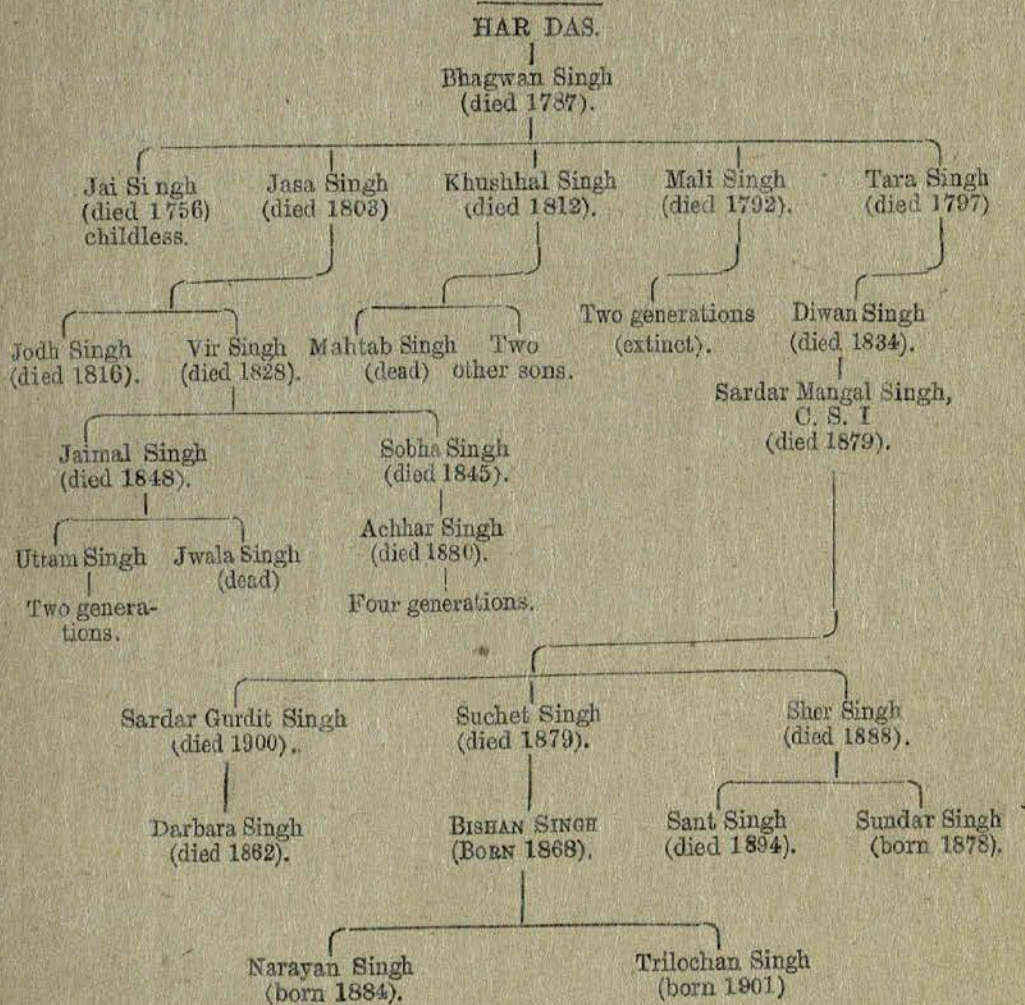 HAR DAS.
Bhagwan Singh
(died 1787).
Jai Singh
(died 1756)
childless.
Jasa Singh
(died 1803)
Khushhal Singh
(died 1812).
Mali Singh
(died 1792).
Tara Singh
(died 1797)
Jodh Singh
(died 1816).
Vir Singh
(died 1828).
Mahtab Singh
(dead)
Two
other sons.
Two generations
(extinct).
Diwan Singh
(died 1834).
Sardar Mangal Singh,
C. S. I
(died 1879).
Jaimal Singh
(died 1848).
Sobha Singh
(died 1845).
Uttam Singh
Two genera-
tions.
Jwala Singh
(dead)
Achhar Singh
(died 1880).
Four generations.
Sardar Gurdit Singh
(died 1900).
Suchet Singh
(died 1879).
Sher Singh
(died 1888).
Darbara Singh
(died 1862).
BISHAN SINGH
(BORN 1868).
Sant Singh
(died 1894).
Sundar Singh
(born 1878).
Narayan Singh
(born 1884).
Trilochan Singh
(born 1901)